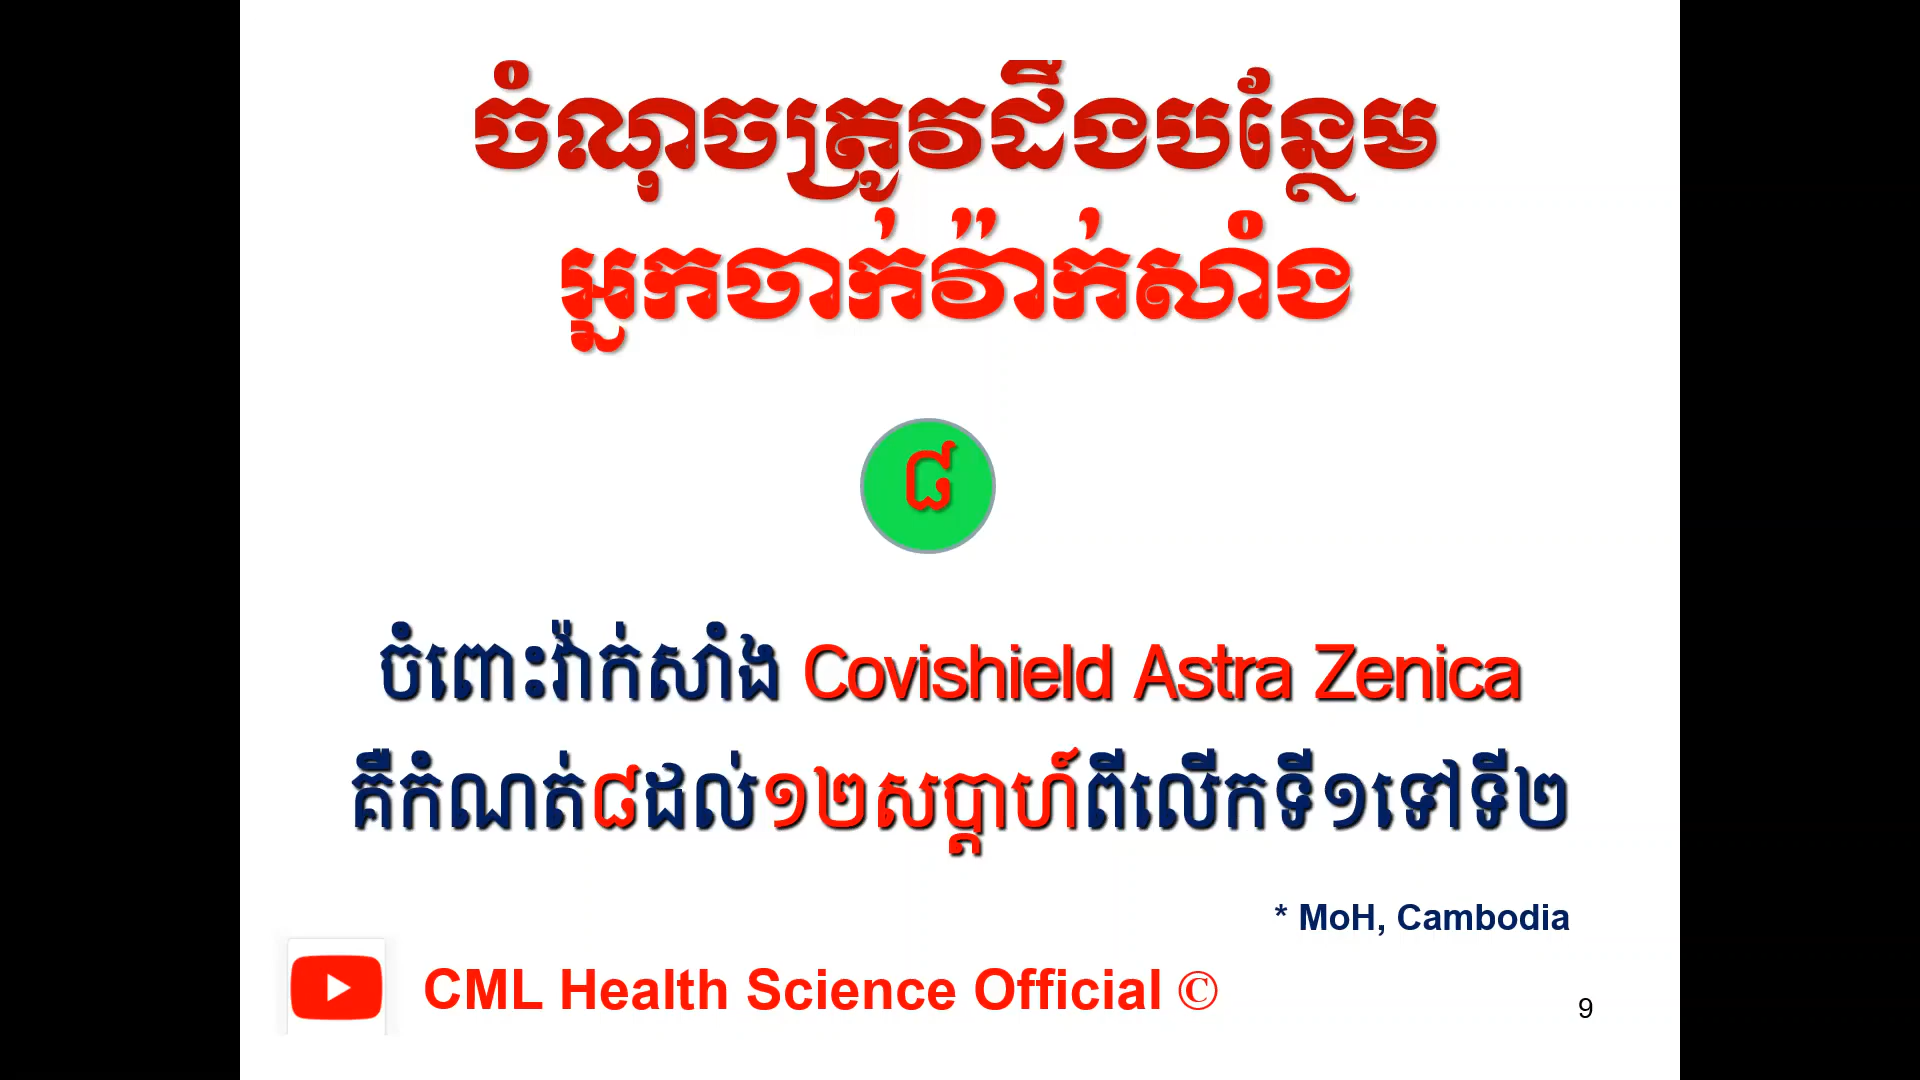 ចំណុចត្រូវដឹងបន្ថែម
អ្នកចាក់វ៉ាក់សាំង
៨
ចំពោះវ៉ាក់សាំង Covishield Astra Zenica
គឺកំណត់៨ដល់១២សប្តាហ៍ពីលើកទី១ទៅទី២
* MoH, Cambodia
CML Health Science Official ©
9